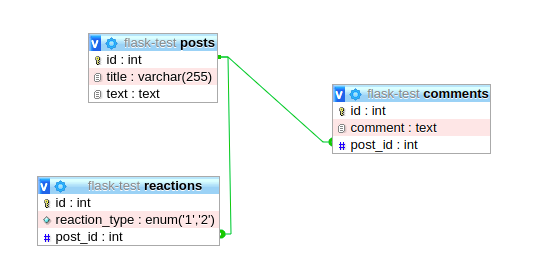 v flask-test posts
id : int
title : varchar(255)
text : text
v flask-test comments
id : int
comment : text
# post_id : int
v flask-test reactions
id : int
reaction_type : enum('1','2')
# post_id : int